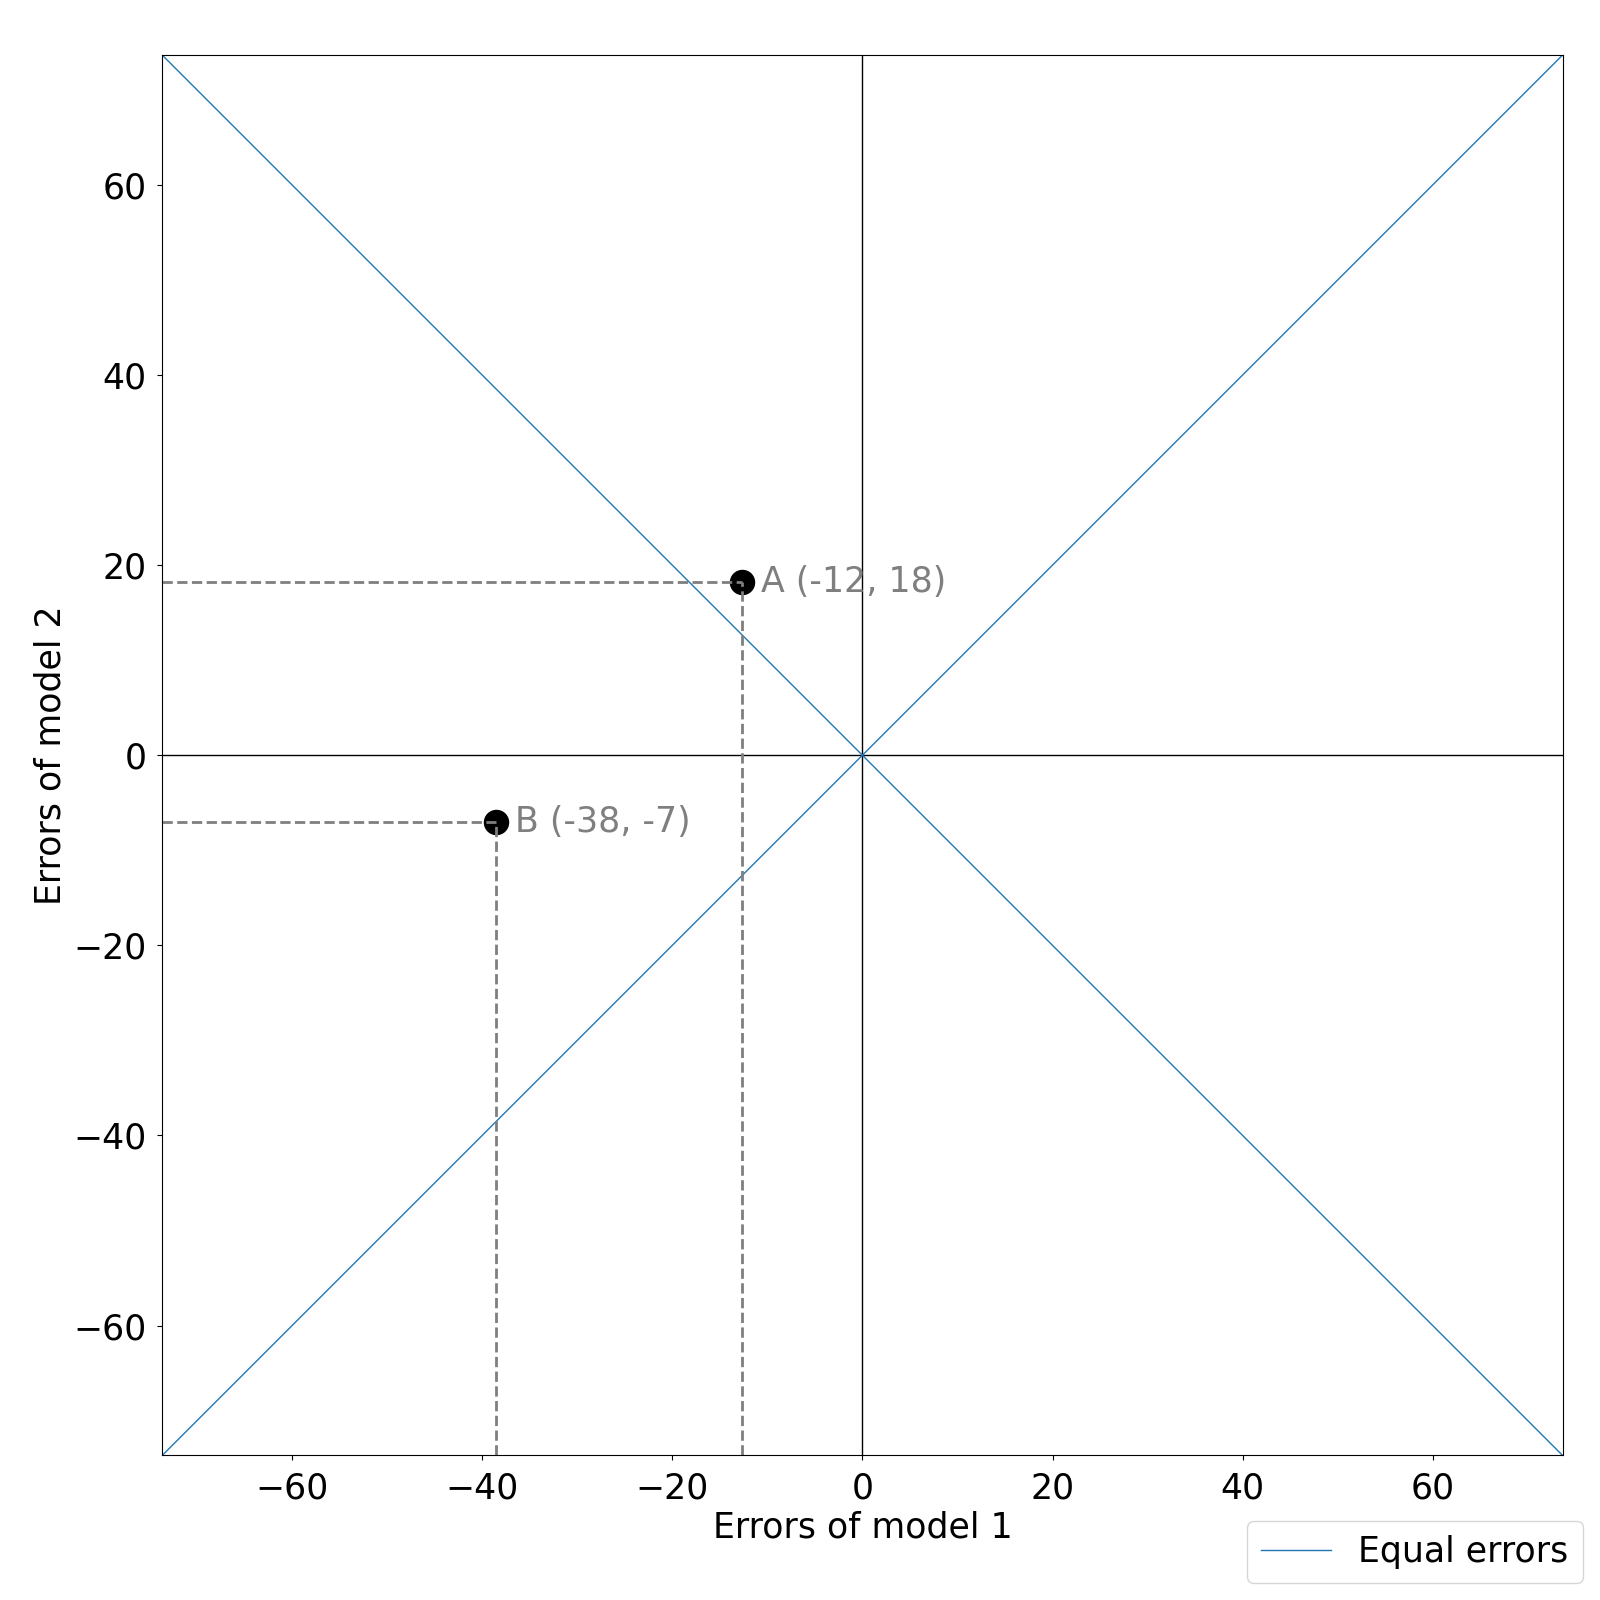 60
40
20
0
−20
−40
−60
Errors of model 2
A (-12, 18)
B (-38, -7)
−60 −40 −20 0 20 40 60
Errors of model 1
Equal errors